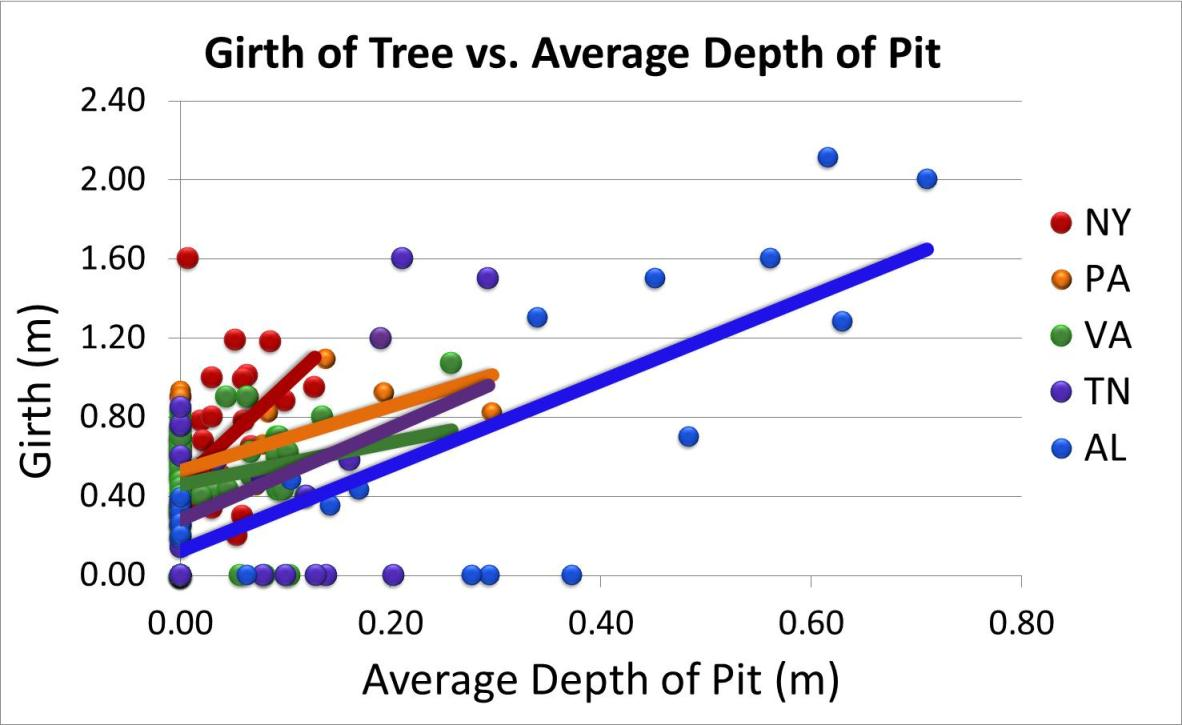 Girth of Tree vs. Average Depth of Pit
2.40
2.00
1.60
1.20
0.80
0.40
0.00
Girth (m)
0.00 0.20 0.40 0.60 0.80
Average Depth of Pit (m)
NY
PA
VA
TN
AL